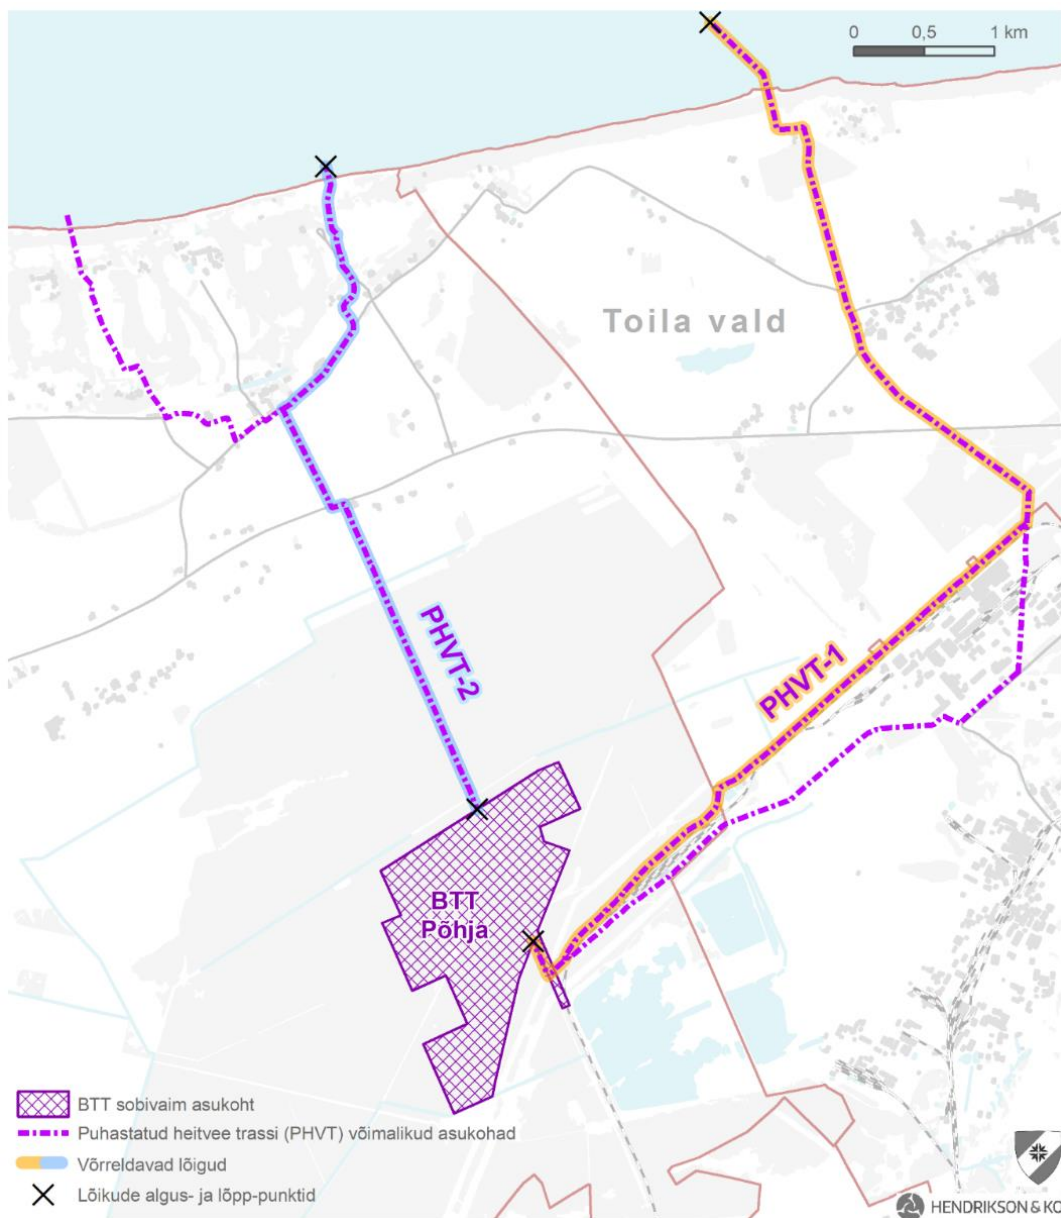 0 0,5 1 km
Toila vald
PHVT-2
PHVT-1
BTT
Põhja
BTT sobivaim asukoht
Puhastatud heitvee trassi (PHVT) võimalikud asukohad
Võrreldavad lõigud
Lõikude algus- ja lõpp-punktid
HENDRIKSON & KO